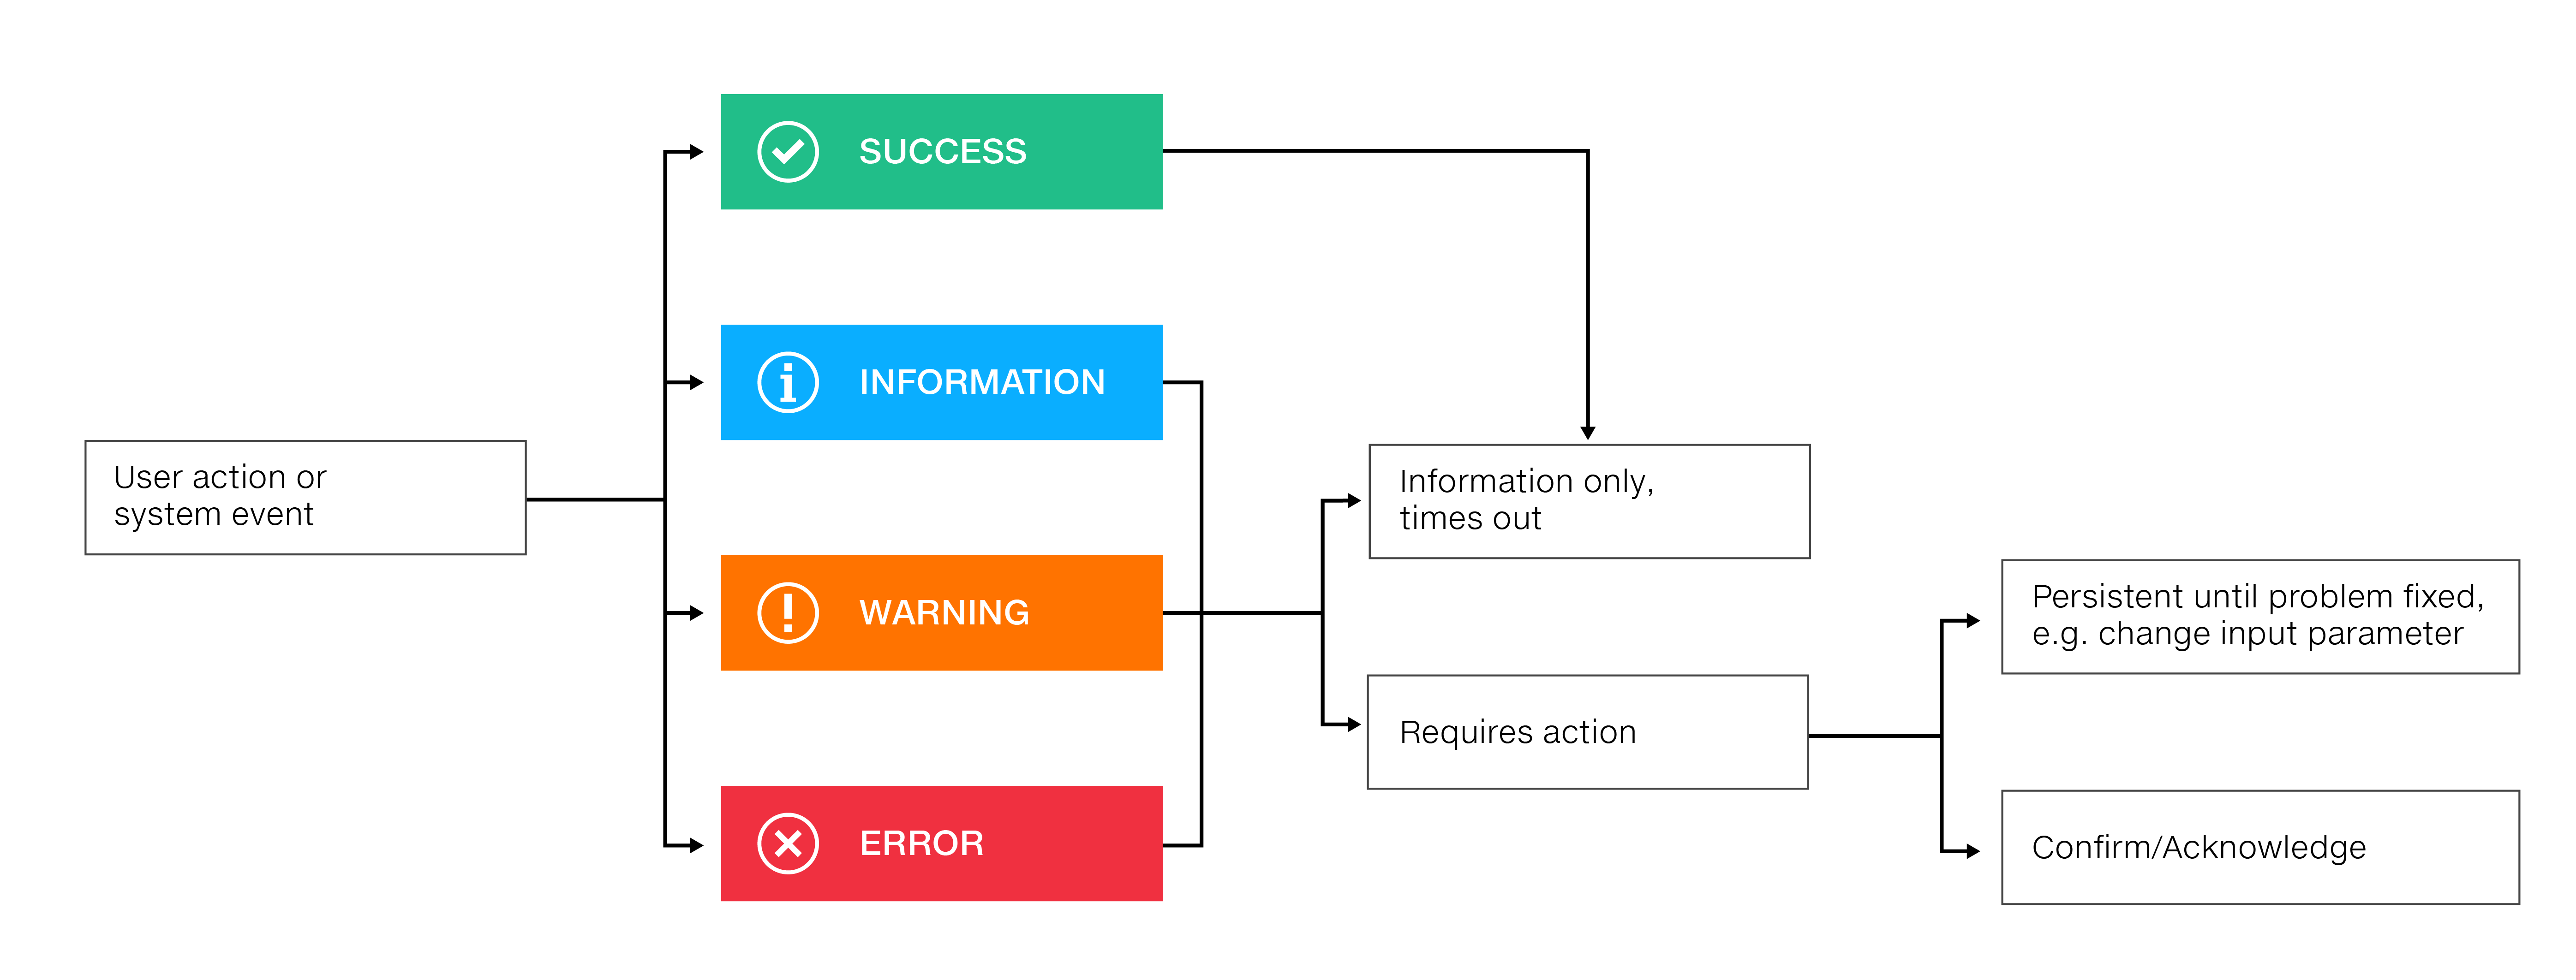 User action or
system event
SUCCESS
INFORMATION
WARNING
ERROR
Information only,
times out
Requires action
Persistent until problem fixed,
e.g. change input parameter
Confirm/Acknowledge